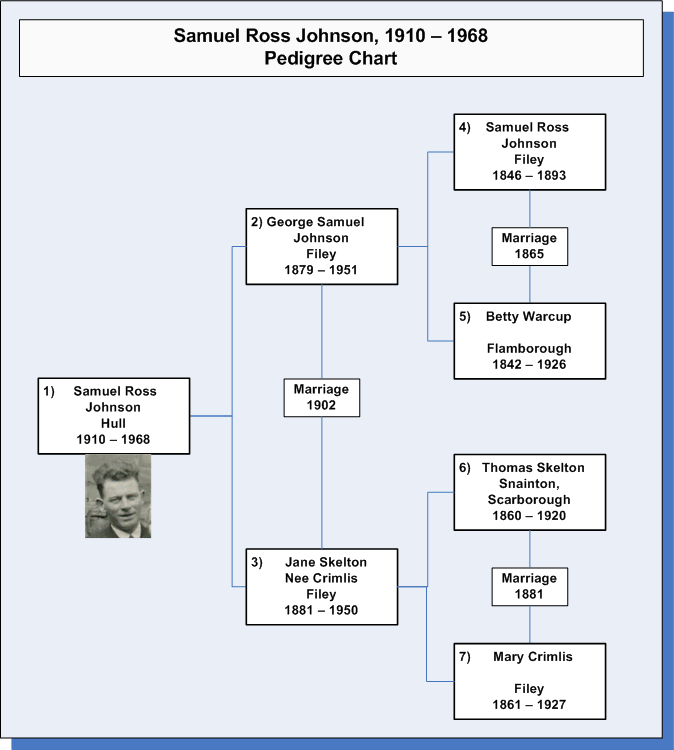 Samuel Ross Johnson, 1910 – 1968
Pedigree Chart
1) Samuel Ross
Johnson
Hull
1910 – 1968
2) George Samuel
Johnson
Filey
1879 – 1951
Marriage
1902
3) Jane Skelton
Nee Crimlis
Filey
1881 – 1950
4) Samuel Ross
Johnson
Filey
1846 – 1893
Marriage
1865
5) Betty Warcup
Flamborough
1842 – 1926
6) Thomas Skelton
Snainton,
Scarborough
1860 – 1920
Marriage
1881
7) Mary Crimlis
Filey
1861 – 1927